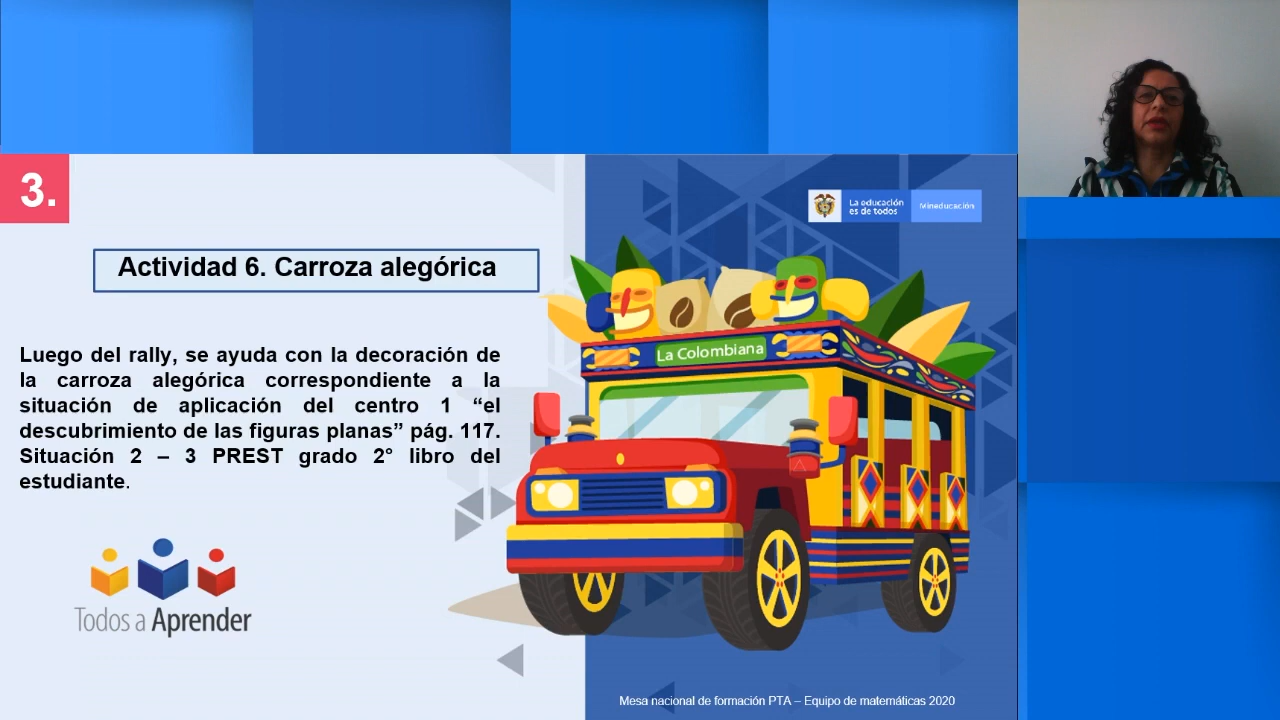 3.
La educación
es de todos
Mineducación
Actividad 6. Carroza alegórica
La Colombiana
Luego del rally, se ayuda con la decoración de
la carroza alegórica correspondiente a la
situación de aplicación del centro 1 “el
descubrimiento de las figuras planas” pág. 117.
Situación 2 – 3 PREST grado 2° libro del
estudiante.
Todos a Aprender
Mesa nacional de formación PTA – Equipo de matemáticas 2020